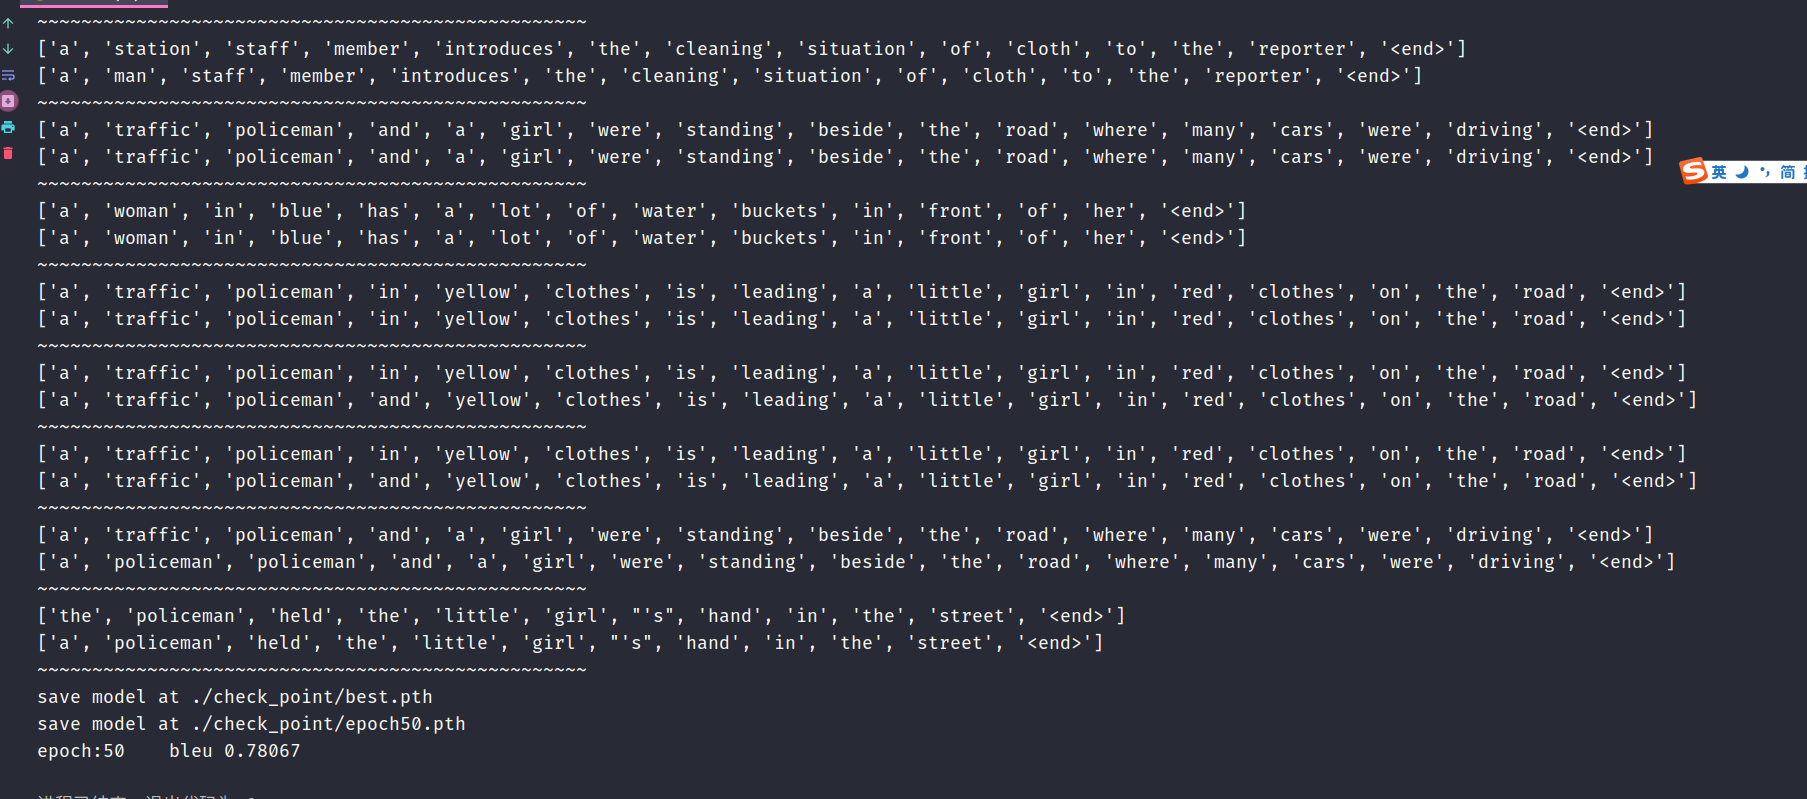 ~~~~~~~~~~~~~~~~~~~~~~~~~~~~~~~~~~~~~~~~~~~~~~~~~~
['a', 'station', 'staff', 'member', 'introduces', 'the', 'cleaning', 'situation', 'of', 'cloth', 'to', 'the', 'reporter', '<end>']
['a', 'man', 'staff', 'member', 'introduces', 'the', 'cleaning', 'situation', 'of', 'cloth', 'to', 'the', 'reporter', '<end>']
~~~~~~~~~~~~~~~~~~~~~~~~~~~~~~~~~~~~~~~~~~~~~~~~~~
['a', 'traffic', 'policeman', 'and', 'a', 'girl', 'were', 'standing', 'beside', 'the', 'road', 'where', 'many', 'cars', 'were', 'driving', '<end>']
['a', 'traffic', 'policeman', 'and', 'a', 'girl', 'were', 'standing', 'beside', 'the', 'road', 'where', 'many', 'cars', 'were', 'driving', '<end>']
S英 简
~~~~~~~~~~~~~~~~~~~~~~~~~~~~~~~~~~~~~~~~~~~~~~~~~~
['a', 'woman', 'in', 'blue', 'has', 'a', 'lot', 'of', 'water', 'buckets', 'in', 'front', 'of', 'her', '<end>']
['a', 'woman', 'in', 'blue', 'has', 'a', 'lot', 'of', 'water', 'buckets', 'in', 'front', 'of', 'her', '<end>']
~~~~~~~~~~~~~~~~~~~~~~~~~~~~~~~~~~~~~~~~~~~~~~~~~~
['a', 'traffic', 'policeman', 'in', 'yellow', 'clothes', 'is', 'leading', 'a', 'little', 'girl', 'in', 'red', 'clothes', 'on', 'the', 'road', '<end>']
['a', 'traffic', 'policeman', 'in', 'yellow', 'clothes', 'is', 'leading', 'a', 'little', 'girl', 'in', 'red', 'clothes', 'on', 'the', 'road', '<end>']
~~~~~~~~~~~~~~~~~~~~~~~~~~~~~~~~~~~~~~~~~~~~~~~~~~
['a', 'traffic', 'policeman', 'in', 'yellow', 'clothes', 'is', 'leading', 'a', 'little', 'girl', 'in', 'red', 'clothes', 'on', 'the', 'road', '<end>']
['a', 'traffic', 'policeman', 'and', 'yellow', 'clothes', 'is', 'leading', 'a', 'little', 'girl', 'in', 'red', 'clothes', 'on', 'the', 'road', '<end>']
~~~~~~~~~~~~~~~~~~~~~~~~~~~~~~~~~~~~~~~~~~~~~~~~~~
['a', 'traffic', 'policeman', 'in', 'yellow', 'clothes', 'is', 'leading', 'a', 'little', 'girl', 'in', 'red', 'clothes', 'on', 'the', 'road', '<end>']
['a', 'traffic', 'policeman', 'and', 'yellow', 'clothes', 'is', 'leading', 'a', 'little', 'girl', 'in', 'red', 'clothes', 'on', 'the', 'road', '<end>']
~~~~~~~~~~~~~~~~~~~~~~~~~~~~~~~~~~~~~~~~~~~~~~~~~~
['a', 'traffic', 'policeman', 'and', 'a', 'girl', 'were', 'standing', 'beside', 'the', 'road', 'where', 'many', 'cars', 'were', 'driving', '<end>']
['a', 'policeman', 'policeman', 'and', 'a', 'girl', 'were', 'standing', 'beside', 'the', 'road', 'where', 'many', 'cars', 'were', 'driving', '<end>']
~~~~~~~~~~~~~~~~~~~~~~~~~~~~~~~~~~~~~~~~~~~~~~~~~~
['the', 'policeman', 'held', 'the', 'little', 'girl', "'s", 'hand', 'in', 'the', 'street', '<end>']
['a', 'policeman', 'held', 'the', 'little', 'girl', "'s", 'hand', 'in', 'the', 'street', '<end>']
~~~~~~~~~~~~~~~~~~~~~~~~~~~~~~~~~~~~~~~~~~~~~~~~~~
save model at ./check_point/best.pth
save model at ./check_point/epoch50.pth
epoch:50    bleu 0.78067